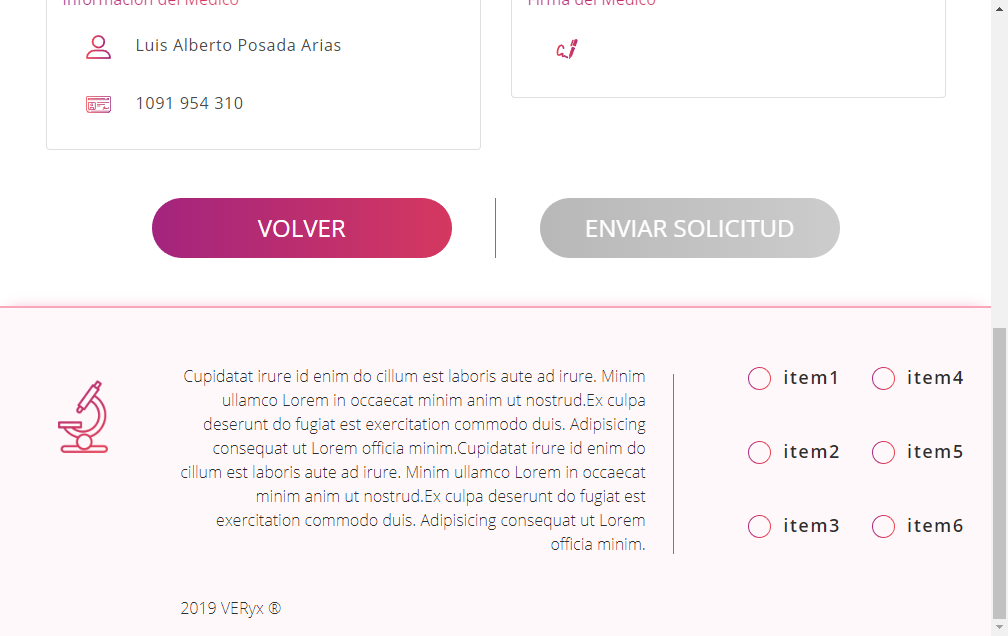 Información del Médico
Firma del Médico
Luis Alberto Posada Arias
1091 954 310
VOLVER
ENVIAR SOLICITUD
Cupidatat irure id enim do cillum est laboris aute ad irure. Minim
ullamco Lorem in occaecat minim anim ut nostrud.Ex culpa
deserunt do fugiat est exercitation commodo duis. Adipisicing
consequat ut Lorem officia minim.Cupidatat irure id enim do
cillum est laboris aute ad irure. Minim ullamco Lorem in occaecat
minim anim ut nostrud.Ex culpa deserunt do fugiat est
exercitation commodo duis. Adipisicing consequat ut Lorem
officia minim.
item1
item4
item2
item5
item3
item6
2019 VERyx ®